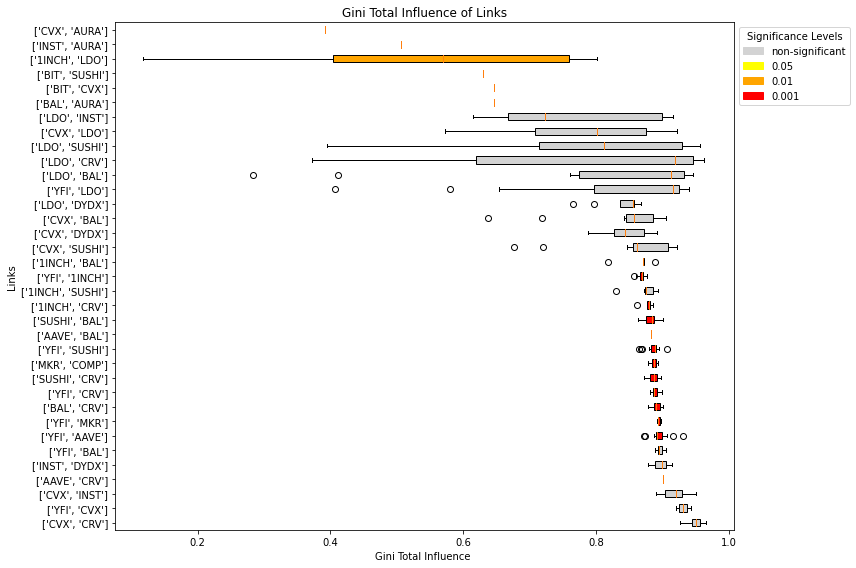 Gini Total Influence of Links
['CVX', 'AURA']
['INST', 'AURA']
['1INCH', 'LDO']
['BIT', 'SUSHI']
['BIT', 'CVX']
['BAL', 'AURA']
['LDO', 'INST']
['CVX', 'LDO']
['LDO', 'SUSHI']
['LDO', 'CRV']
['LDO', 'BAL']
['YFI', 'LDO']
['LDO', 'DYDX']
['CVX', 'BAL']
['CVX', 'DYDX']
['CVX', 'SUSHI']
['1INCH', 'BAL']
['YFI', '1INCH']
['1INCH', 'SUSHI']
['1INCH', 'CRV']
['SUSHI', 'BAL']
['AAVE', 'BAL']
['YFI', 'SUSHI']
['MKR', 'COMP']
['SUSHI', 'CRV']
['YFI', 'CRV']
['BAL', 'CRV']
['YFI', 'MKR']
['YFI', 'AAVE']
['YFI', 'BAL']
['INST', 'DYDX']
['AAVE', 'CRV']
['CVX', 'INST']
['YFI', 'CVX']
['CVX', 'CRV']
Links
0.2 0.4 0.6 0.8 1.0
Gini Total Influence
Significance Levels
non-significant
0.05
0.01
0.001